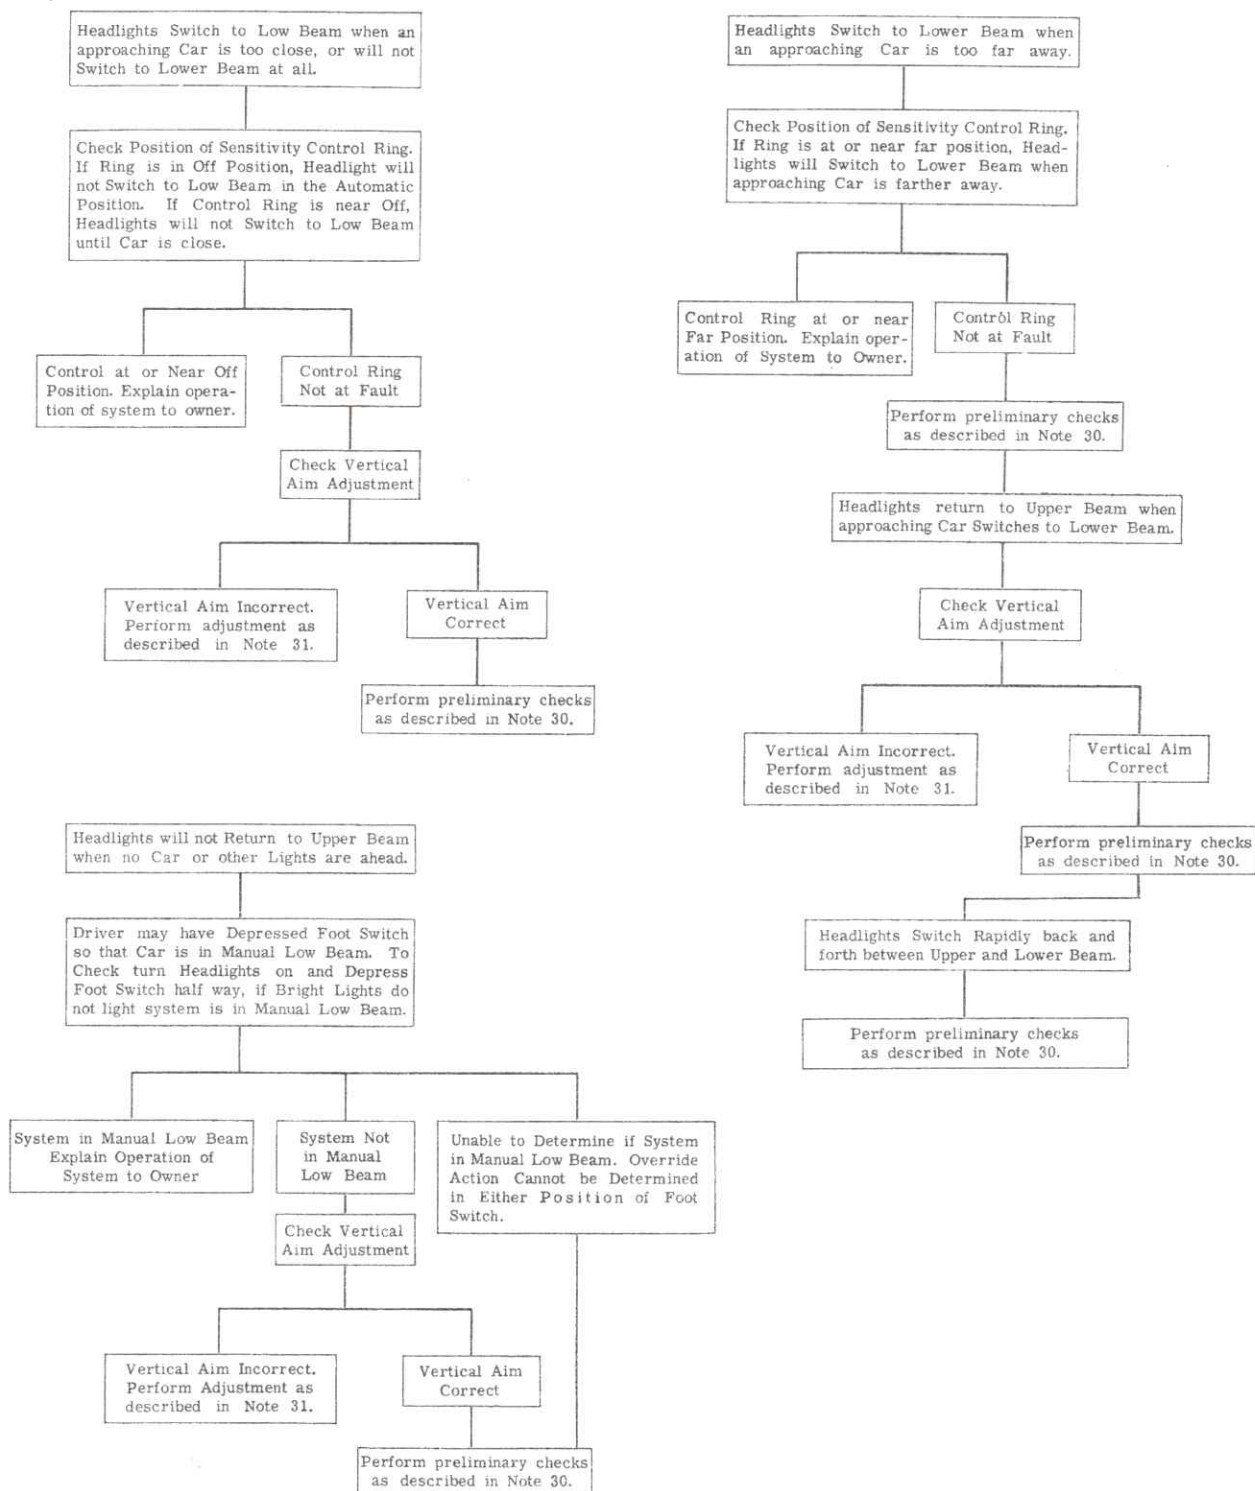 Headlights Switch to Low Beam when an
approaching Car is too close, or will not
Switch to Lower Beam at all.
Check Position of Sensitivity Control Ring.
If Ring is in Off Position, Headlight will
not Switch to Low Beam in the Automatic
Position. If Control Ring is near Off,
Headlights will not Switch to Low Beam
until Car is close.
Control at or Near Off
Position. Explain opera-
tion of system to owner.
Control Ring
Not at Fault
Check Vertical
Aim Adjustment
Vertical Aim Incorrect.
Perform adjustment as
described in Note 31.
Vertical Aim
Correct
Perform preliminary checks
as described in Note 30.
Headlights will not Return to Upper Beam
when no Car or other Lights are ahead.
Driver may have Depressed Foot Switch
so that Car is in Manual Low Beam. To
Check turn Headlights on and Depress
Foot Switch half way, if Bright Lights do
not light system is in Manual Low Beam.
System in Manual Low Beam
Explain Operation of
System to Owner
System Not
in Manual
Low Beam
Unable to Determine if System
in Manual Low Beam. Override
Action Cannot be Determined
in Either Position of Foot
Switch.
Check Vertical
Aim Adjustment
Vertical Aim Incorrect.
Perform Adjustment as
described in Note 31.
Vertical Aim
Correct
Perform preliminary checks
as described in Note 30.
Headlights Switch to Lower Beam when
an approaching Car is too far away.
Check Position of Sensitivity Control Ring.
If Ring is at or near far position, Head-
lights will Switch to Lower Beam when
approaching Car is farther away.
Control Ring at or near
Far Position. Explain oper-
ation of System to Owner.
Control Ring
Not at Fault
Perform preliminary checks
as described in Note 30.
Headlights return to Upper Beam when
approaching Car Switches to Lower Beam.
Check Vertical
Aim Adjustment
Vertical Aim Incorrect.
Perform adjustment as
described in Note 31.
Vertical Aim
Correct
Perform preliminary checks
as described in Note 30.
Headlights Switch Rapidly back and
forth between Upper and Lower Beam.
Perform preliminary checks
as described in Note 30.